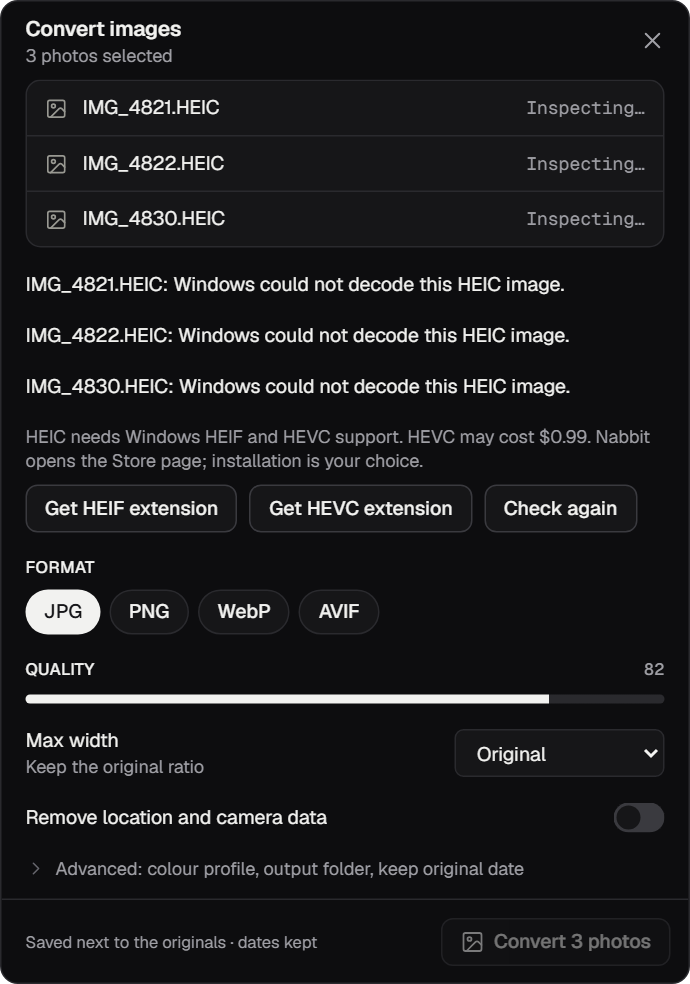 Convert images
3 photos selected
IMG_4821.HEIC Inspecting…
IMG_4822.HEIC Inspecting…
IMG_4830.HEIC Inspecting…
IMG_4821.HEIC: Windows could not decode this HEIC image.
IMG_4822.HEIC: Windows could not decode this HEIC image.
IMG_4830.HEIC: Windows could not decode this HEIC image.
HEIC needs Windows HEIF and HEVC support. HEVC may cost $0.99. Nabbit
opens the Store page; installation is your choice.
Get HEIF extension Get HEVC extension Check again
FORMAT
JPG PNG WebP AVIF
QUALITY 82
Max width
Keep the original ratio
Original
Remove location and camera data
Advanced: colour profile, output folder, keep original date
Saved next to the originals · dates kept
Convert 3 photos